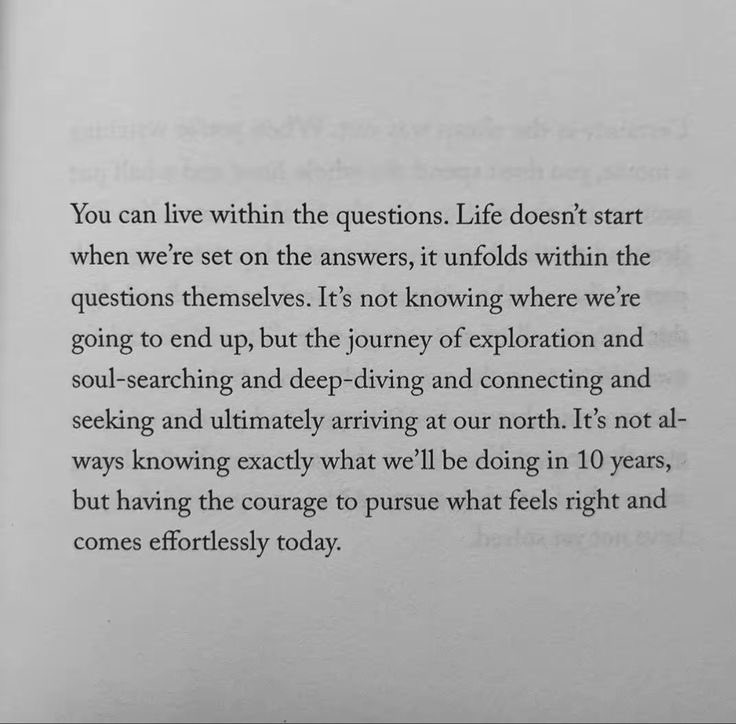 You can live within the questions. Life doesn't start
when we're set on the answers, it unfolds within the
questions themselves. It's not knowing where we're
going to end up, but the journey of exploration and
soul-searching and deep-diving and connecting and
seeking and ultimately arriving at our north. It's not al-
ways knowing exactly what we'll be doing in 10 years,
but having the courage to pursue what feels right and
comes effortlessly today.